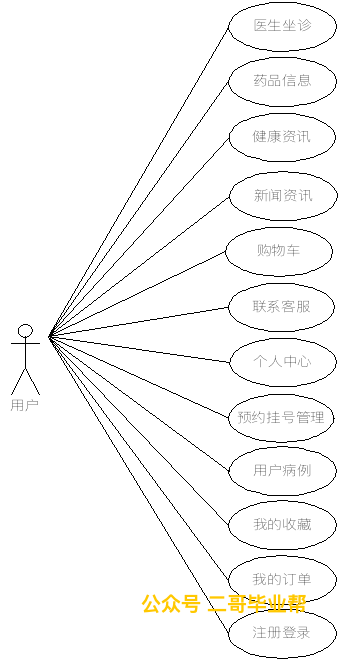 医生坐诊
药品信息
健康资讯
新闻资讯
购物车
联系客服
个人中心
用户
预约挂号管理
用户病例
我的收藏
我的订单
公众号 二哥毕业帮
注册登录